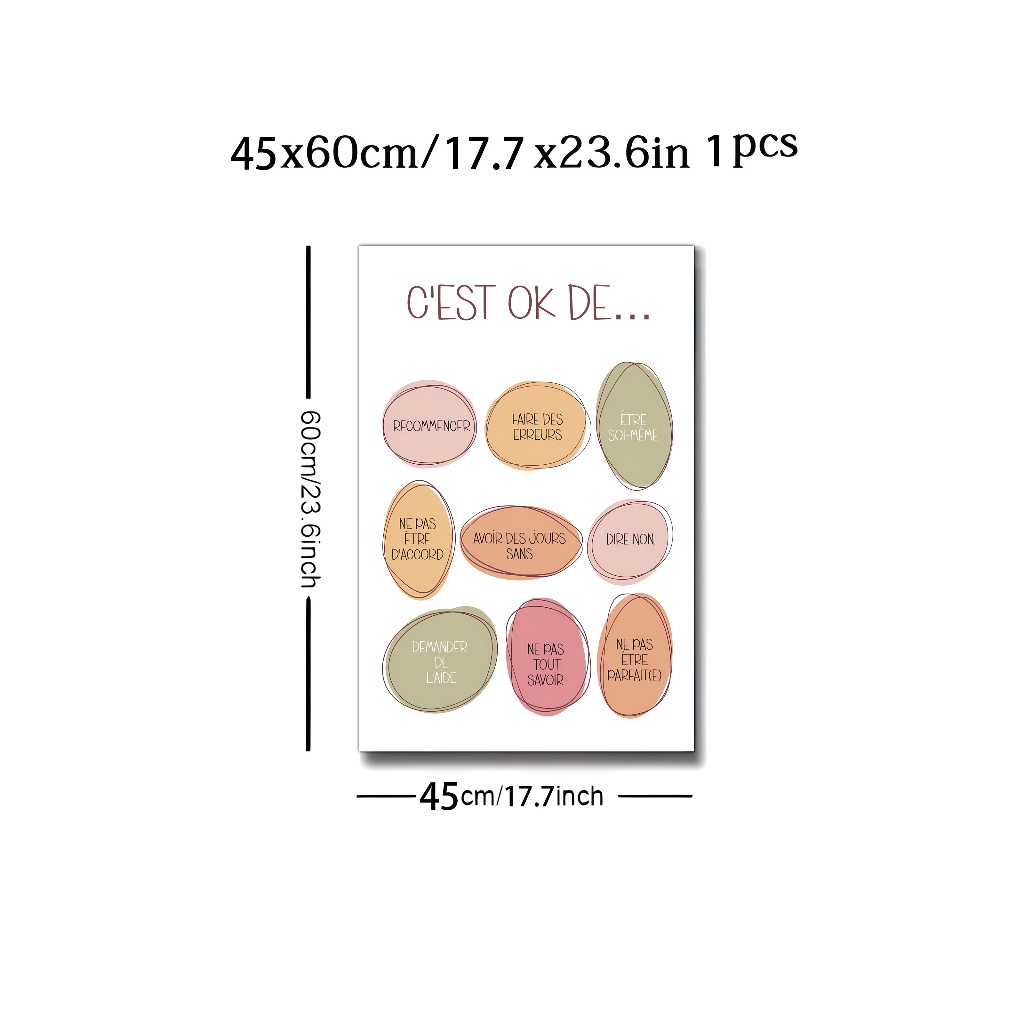 45x60cm/17.7 x23.6in 1pcs
60cm/23.6inch
C'EST OK DE...
RECOMMENCER
FAIRE DES
ERREURS
ÊTRE
SOI-MÊME
NE PAS
ÊTRE
D'ACCORD
AVOIR DES JOURS
SANS
DIRE NON
DEMANDER
DE
L'AIDE
NE PAS
TOUT
SAVOIR
NE PAS
ÊTRE
PARFAIT(E)
45cm/17.7inch